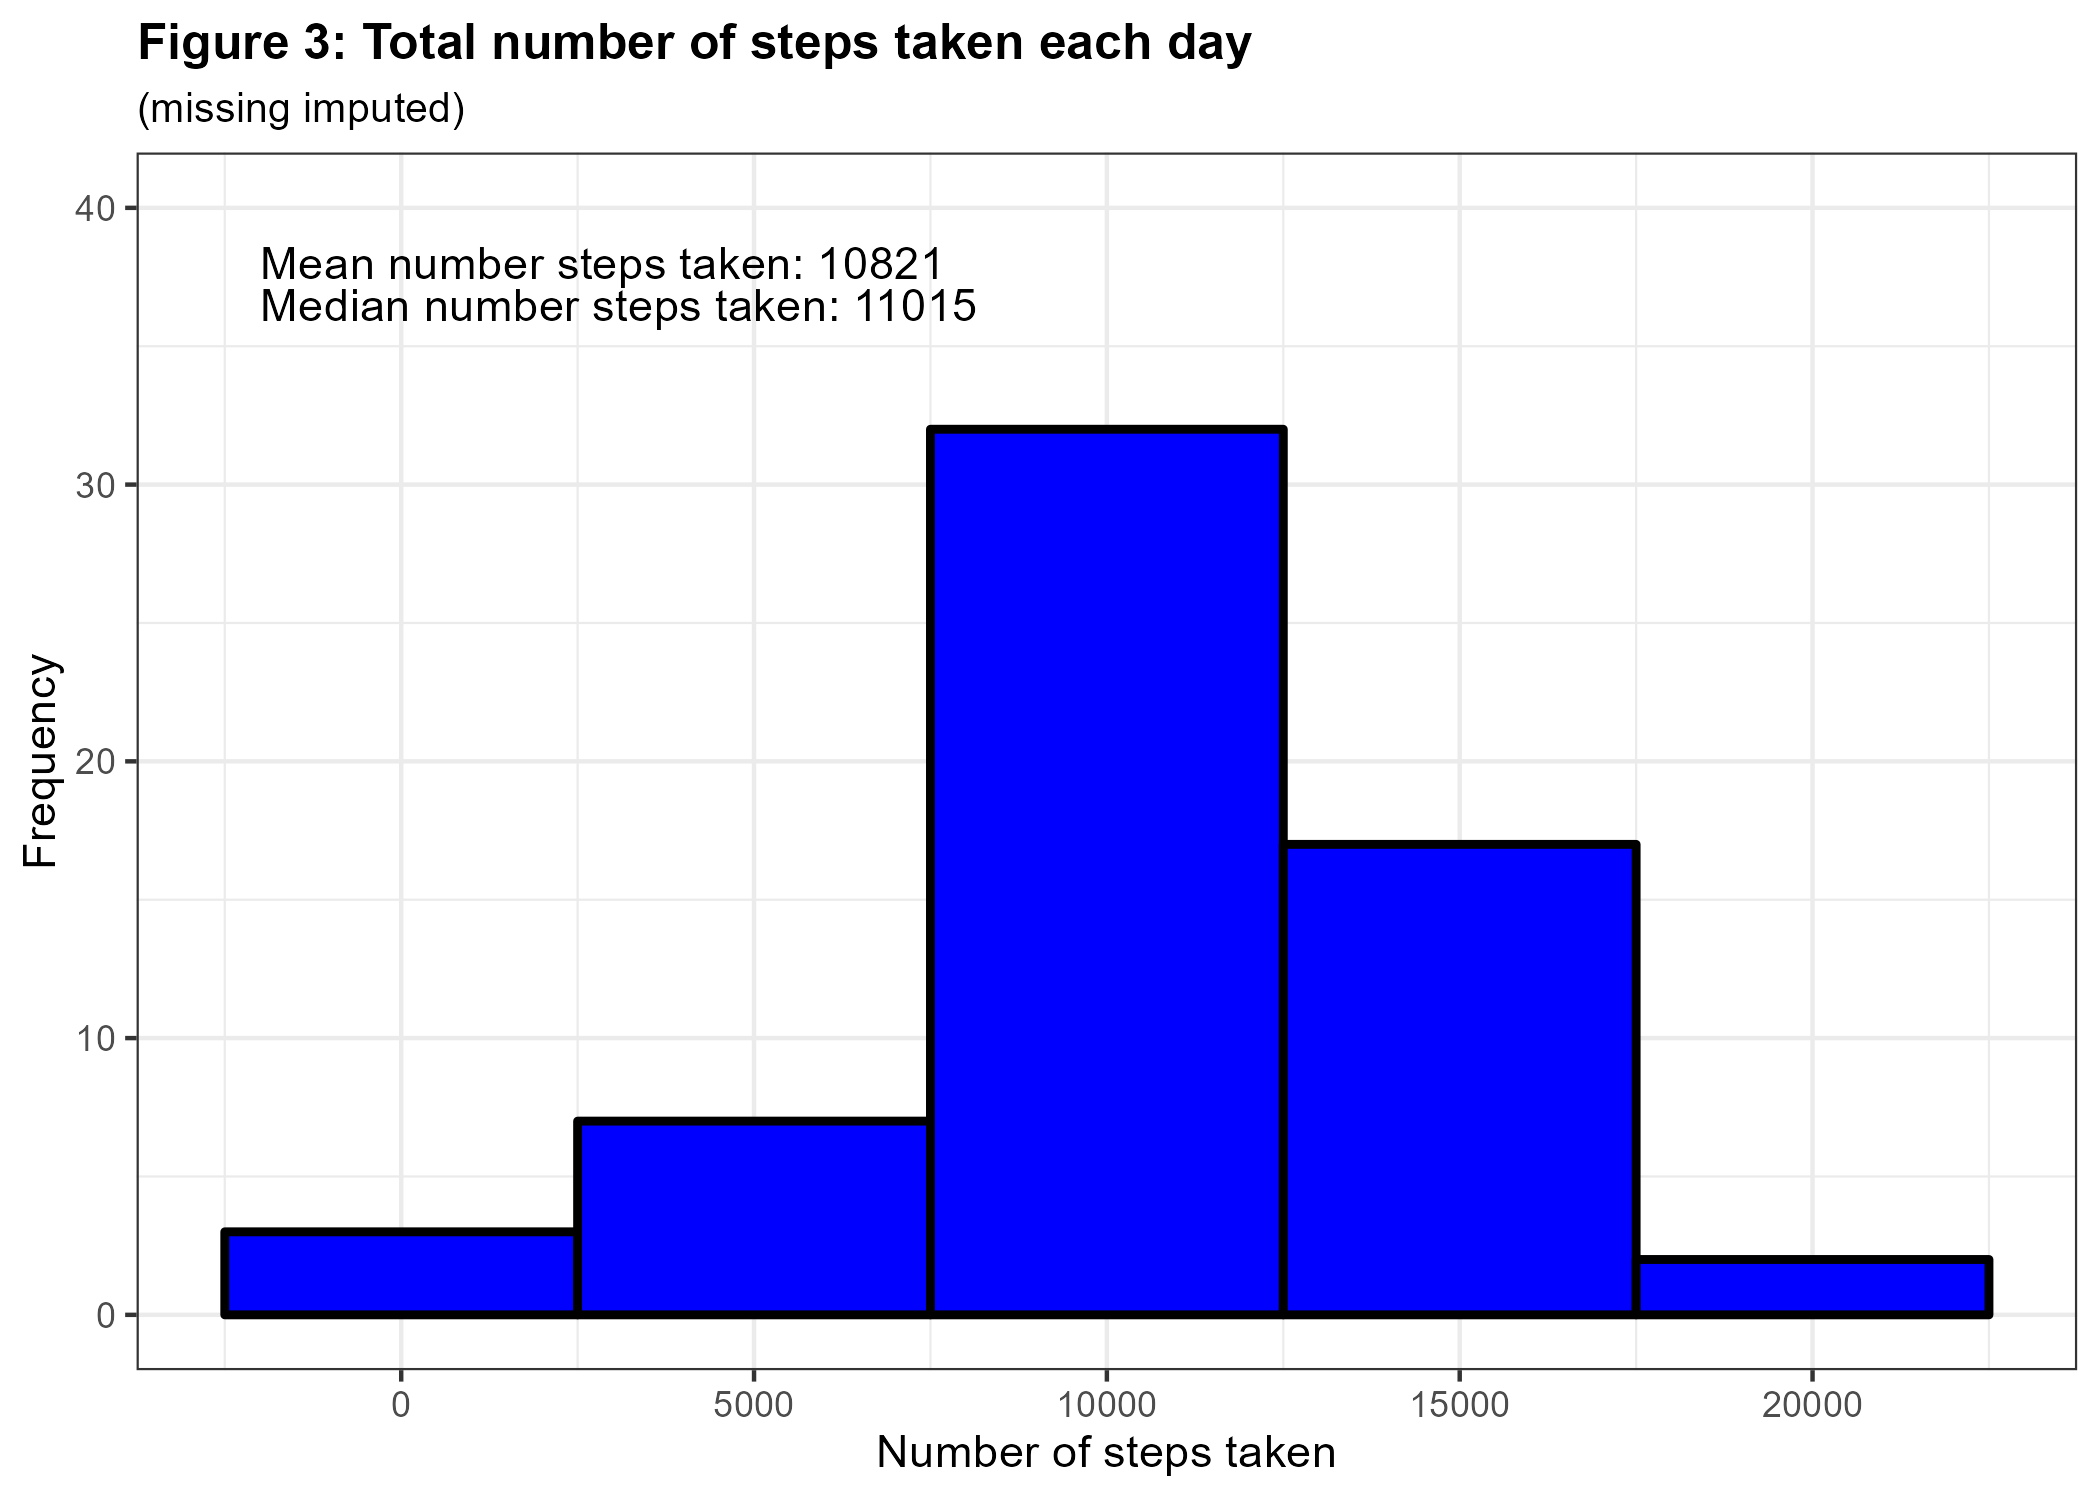 Figure 3: Total number of steps taken each day
(missing imputed)
40
Mean number steps taken: 10821
Median number steps taken: 11015
30
20
10
0
Frequency
0 5000 10000 15000 20000
Number of steps taken